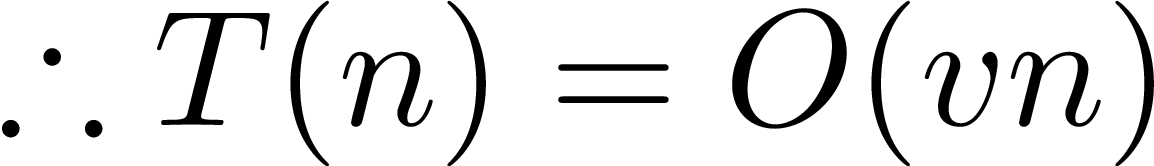 ∴ T(n) = O(vn)